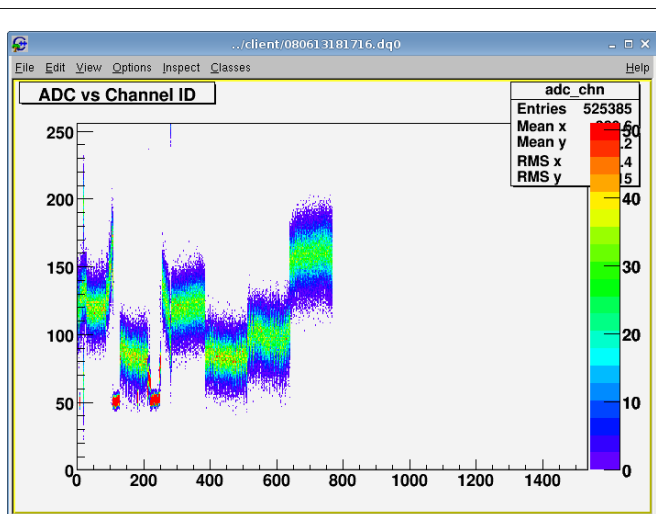 ../client/080613181716.dq0
File Edit View Options Inspect Classes Help
ADC vs Channel ID
adc_chn
Entries 525385
Mean x
Mean y
RMS x
RMS y
250
200
150
100
50
0
0 200 400 600 800 1000 1200 1400
50
40
30
20
10
0